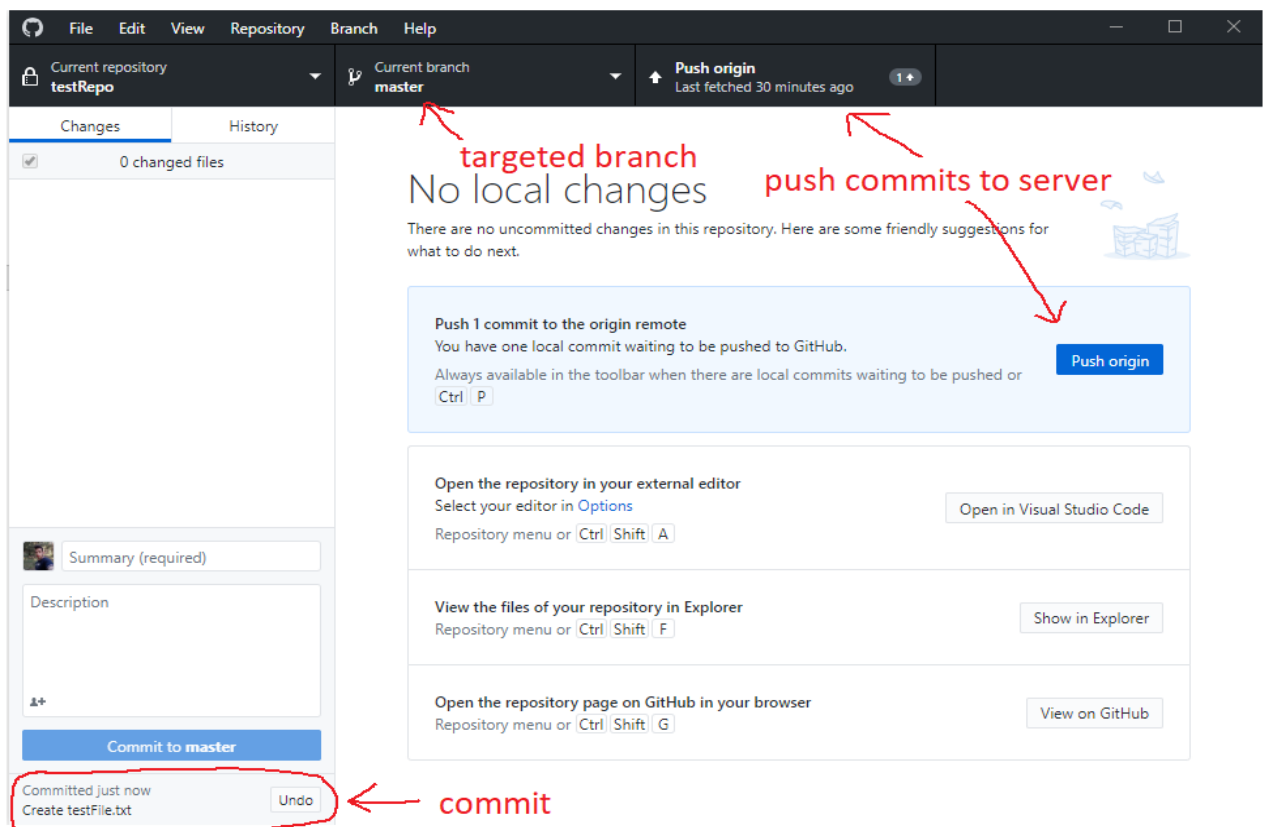 File Edit View Repository Branch Help
Current repository
testRepo
Current branch
master
Push origin
Last fetched 30 minutes ago
1
Changes History
0 changed files
targeted branch
push commits to server
No local changes
There are no uncommitted changes in this repository. Here are some friendly suggestions for
what to do next.
Push 1 commit to the origin remote
You have one local commit waiting to be pushed to GitHub.
Always available in the toolbar when there are local commits waiting to be pushed or
Ctrl P
Push origin
Open the repository in your external editor
Select your editor in Options
Repository menu or Ctrl Shift A
Open in Visual Studio Code
View the files of your repository in Explorer
Repository menu or Ctrl Shift F
Show in Explorer
Open the repository page on GitHub in your browser
Repository menu or Ctrl Shift G
View on GitHub
Summary (required)
Description
Commit to master
Committed just now
Create testFile.txt
Undo
commit